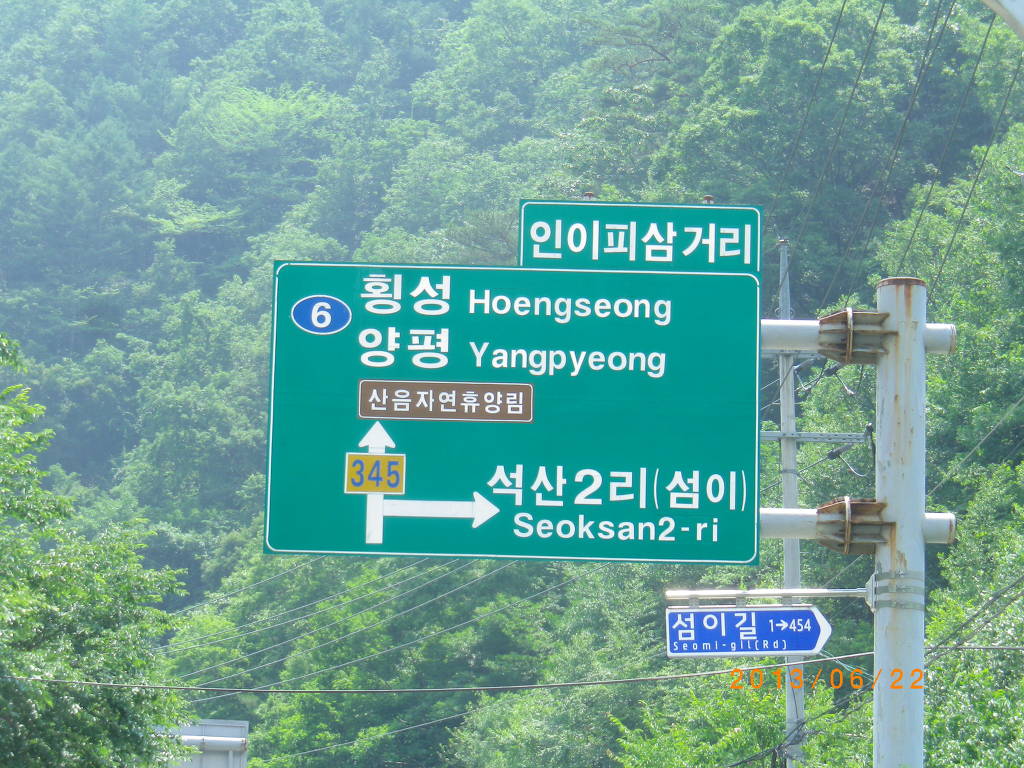 인이피삼거리
6 횡성 Hoengseong
양평 Yangpyeong
산음자연휴양림
345
석산2리(섬이)
Seoksan2-ri
섬이길 1→454
Seomi-gil(Rd)
2013/06/22